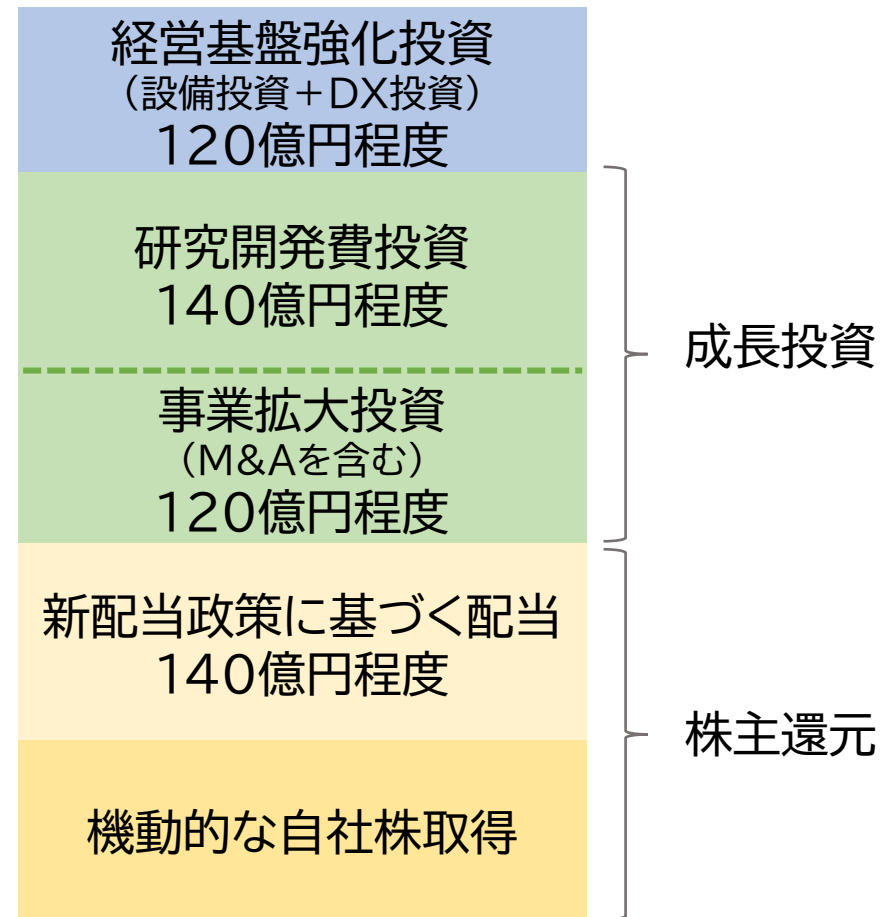 経営基盤強化投資
（設備投資＋DX投資）
120億円程度
研究開発費投資
140億円程度
事業拡大投資
（M&Aを含む）
120億円程度
成長投資
新配当政策に基づく配当
140億円程度
機動的な自社株取得
株主還元